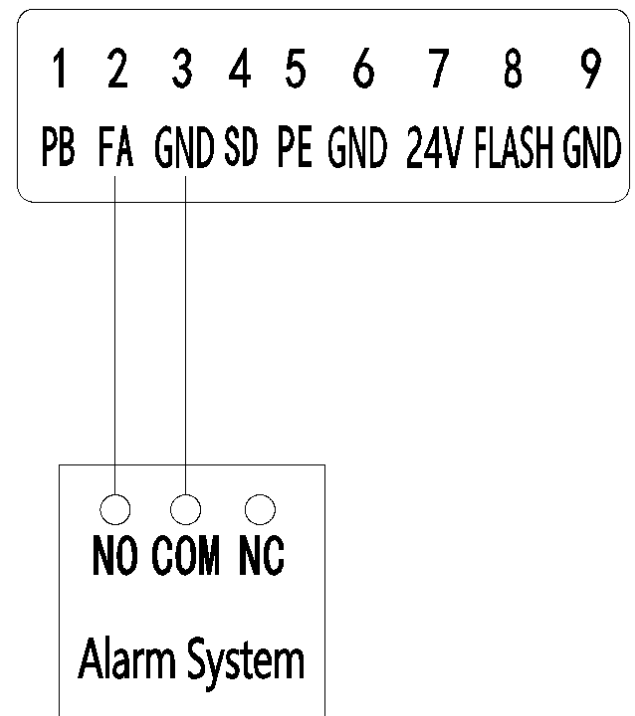 1 2 3 4 5 6 7 8 9
PB FA GND SD PE GND 24V FLASH GND
NO COM NC
Alarm System